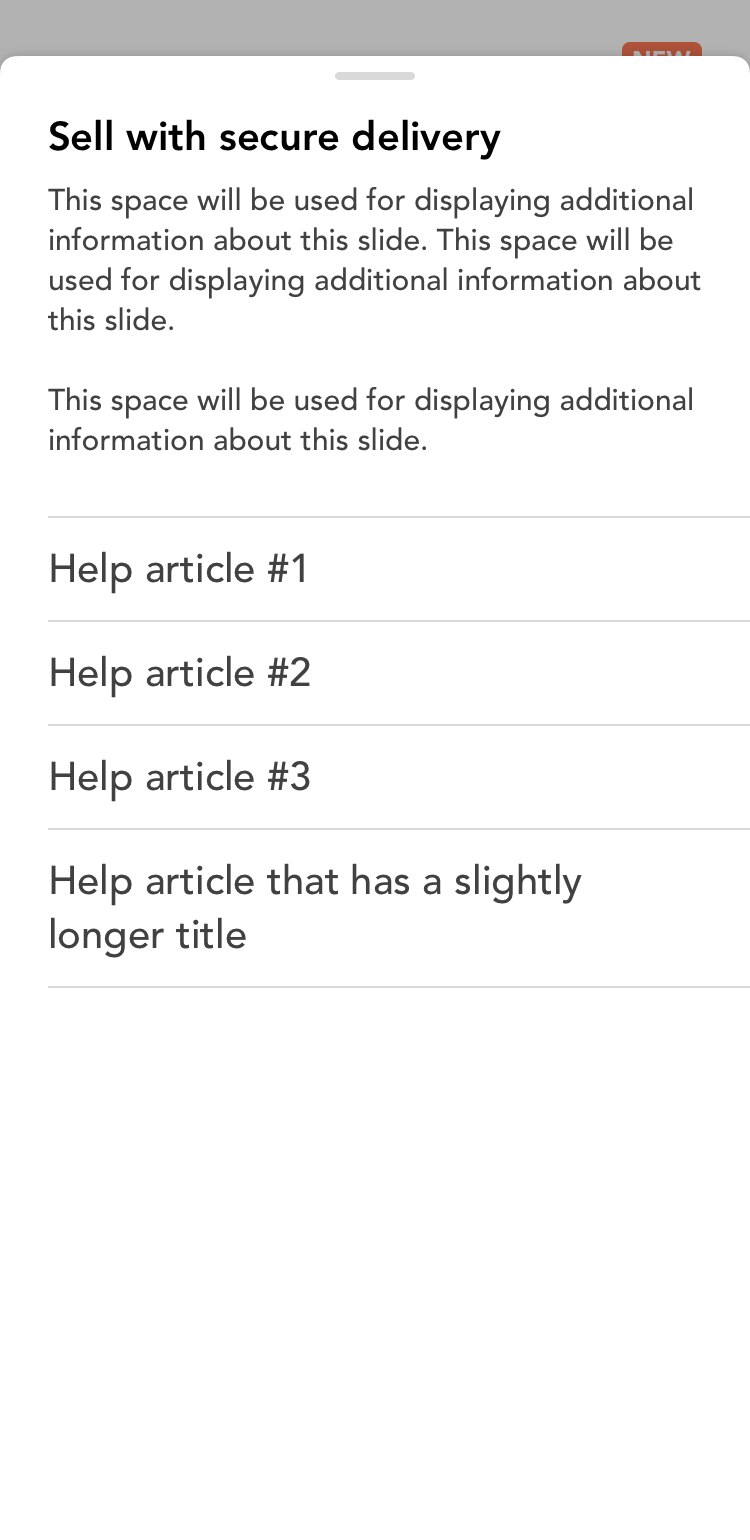 NEW
Sell with secure delivery
This space will be used for displaying additional
information about this slide. This space will be
used for displaying additional information about
this slide.
This space will be used for displaying additional
information about this slide.
Help article #1
Help article #2
Help article #3
Help article that has a slightly
longer title